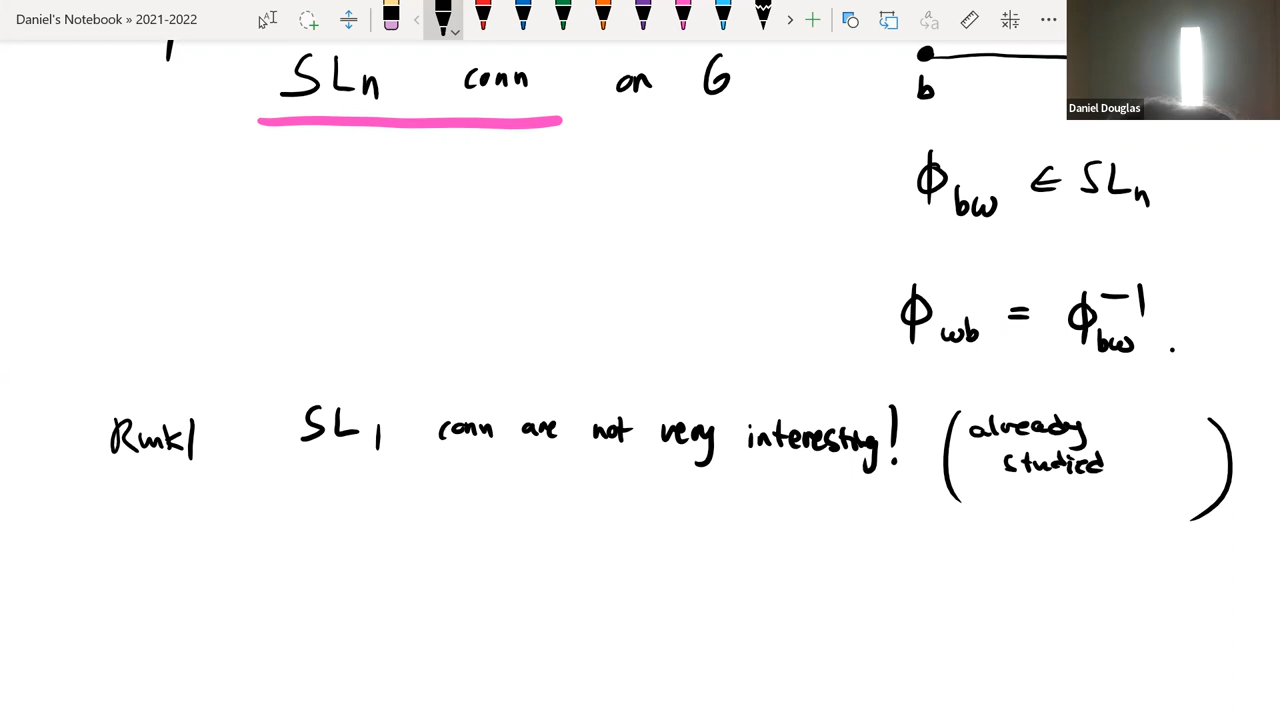 Daniel's Notebook » 2021-2022
Daniel Douglas
SLn conn on G
b
ϕbw ∈ SLn
ϕwb = ϕbw⁻¹ .
Rmk| SL1 conn are not very interesting! (already studied)